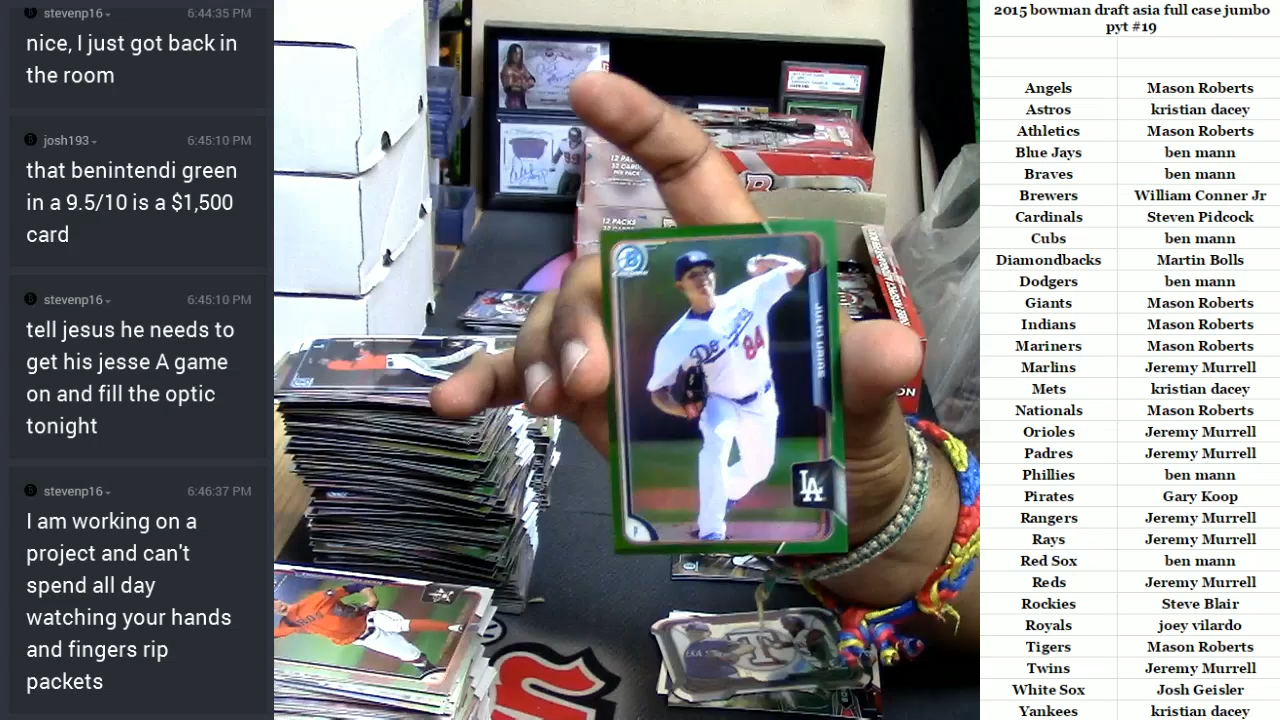 stevenp16
6:44:35 PM
nice, I just got back in
the room
josh193
6:45:10 PM
that benintendi green
in a 9.5/10 is a $1,500
card
stevenp16
6:45:10 PM
tell jesus he needs to
get his jesse A game
on and fill the optic
tonight
stevenp16
6:46:37 PM
I am working on a
project and can't
spend all day
watching your hands
and fingers rip
packets
12 PACKS
B
JULIO URIAS
Dodgers
84
LA
T
2015 bowman draft asia full case jumbo
pyt #19
Angels Mason Roberts
Astros kristian dacey
Athletics Mason Roberts
Blue Jays ben mann
Braves ben mann
Brewers William Conner Jr
Cardinals Steven Pidcock
Cubs ben mann
Diamondbacks Martin Bolls
Dodgers ben mann
Giants Mason Roberts
Indians Mason Roberts
Mariners Mason Roberts
Marlins Jeremy Murrell
Mets kristian dacey
Nationals Mason Roberts
Orioles Jeremy Murrell
Padres Jeremy Murrell
Phillies ben mann
Pirates Gary Koop
Rangers Jeremy Murrell
Rays Jeremy Murrell
Red Sox ben mann
Reds Jeremy Murrell
Rockies Steve Blair
Royals joey vilardo
Tigers Mason Roberts
Twins Jeremy Murrell
White Sox Josh Geisler
Yankees kristian dacey